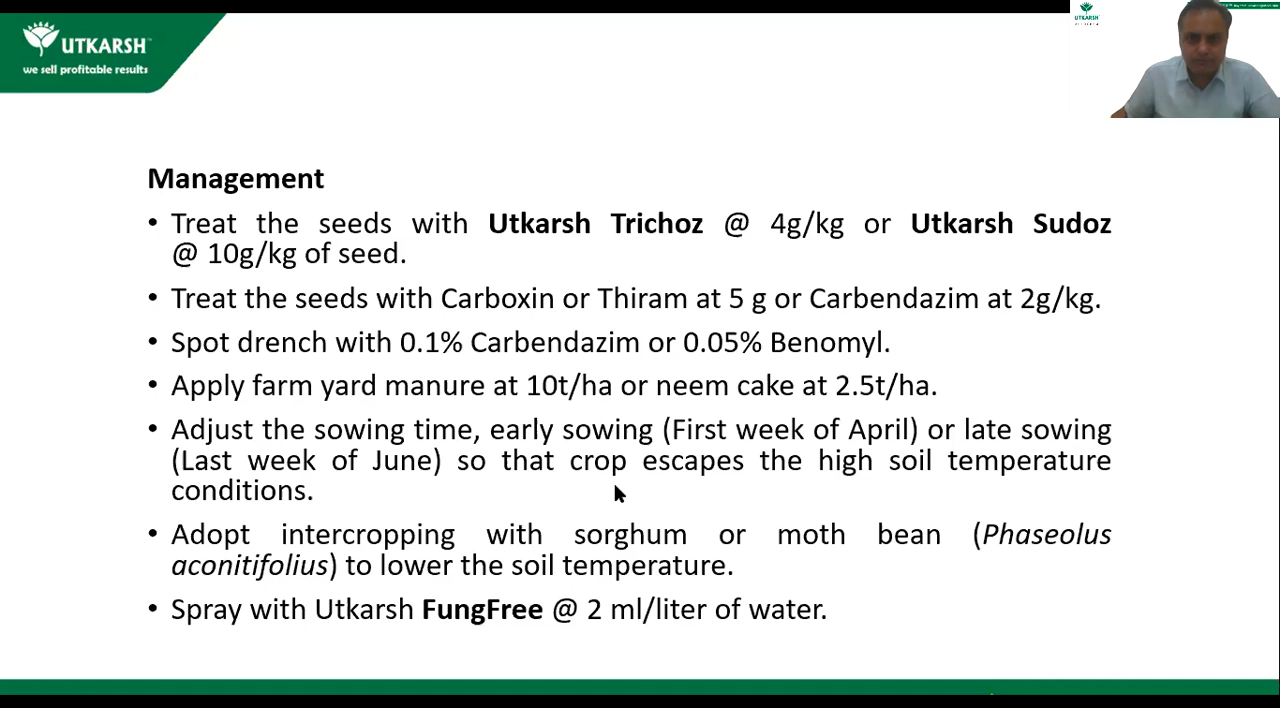 UTKARSH
we sell profitable results
UTKARSH
Management
• Treat the seeds with Utkarsh Trichoz @ 4g/kg or Utkarsh Sudoz
@ 10g/kg of seed.
• Treat the seeds with Carboxin or Thiram at 5 g or Carbendazim at 2g/kg.
• Spot drench with 0.1% Carbendazim or 0.05% Benomyl.
• Apply farm yard manure at 10t/ha or neem cake at 2.5t/ha.
• Adjust the sowing time, early sowing (First week of April) or late sowing
(Last week of June) so that crop escapes the high soil temperature
conditions.
• Adopt intercropping with sorghum or moth bean (Phaseolus
aconitifolius) to lower the soil temperature.
• Spray with Utkarsh FungFree @ 2 ml/liter of water.